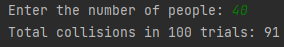 Enter the number of people: 40
Total collisions in 100 trials: 91